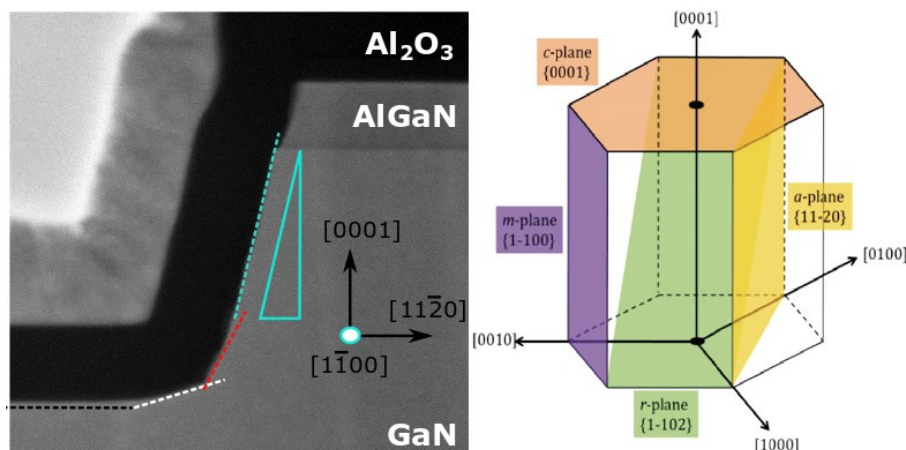 Al₂O₃
AlGaN
[0001]
[112̄0]
[11̄00]
GaN
[0001]
c-plane
{0001}
m-plane
{1-100}
a-plane
{11-20}
[0100]
[0010]
r-plane
{1-102}
[1000]